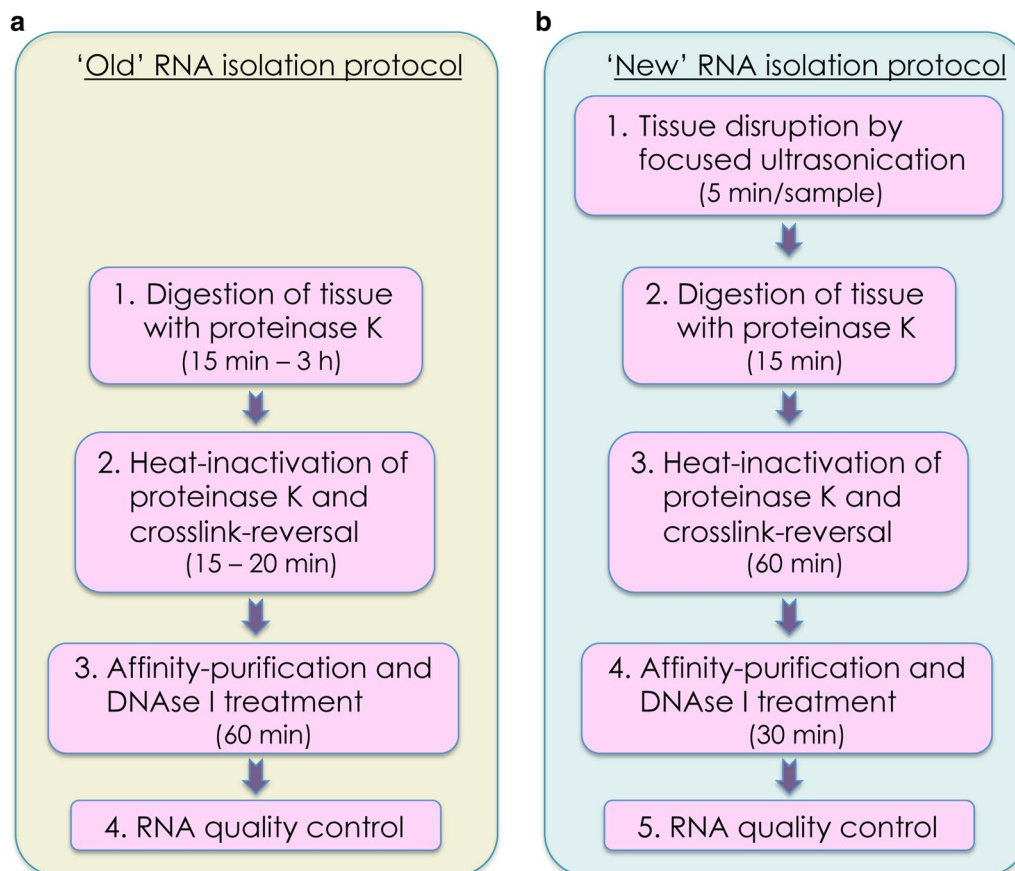 a
‘Old’ RNA isolation protocol
1. Digestion of tissue
with proteinase K
(15 min – 3 h)
2. Heat-inactivation of
proteinase K and
crosslink-reversal
(15 – 20 min)
3. Affinity-purification and
DNAse I treatment
(60 min)
4. RNA quality control
b
‘New’ RNA isolation protocol
1. Tissue disruption by
focused ultrasonication
(5 min/sample)
2. Digestion of tissue
with proteinase K
(15 min)
3. Heat-inactivation of
proteinase K and
crosslink-reversal
(60 min)
4. Affinity-purification and
DNAse I treatment
(30 min)
5. RNA quality control